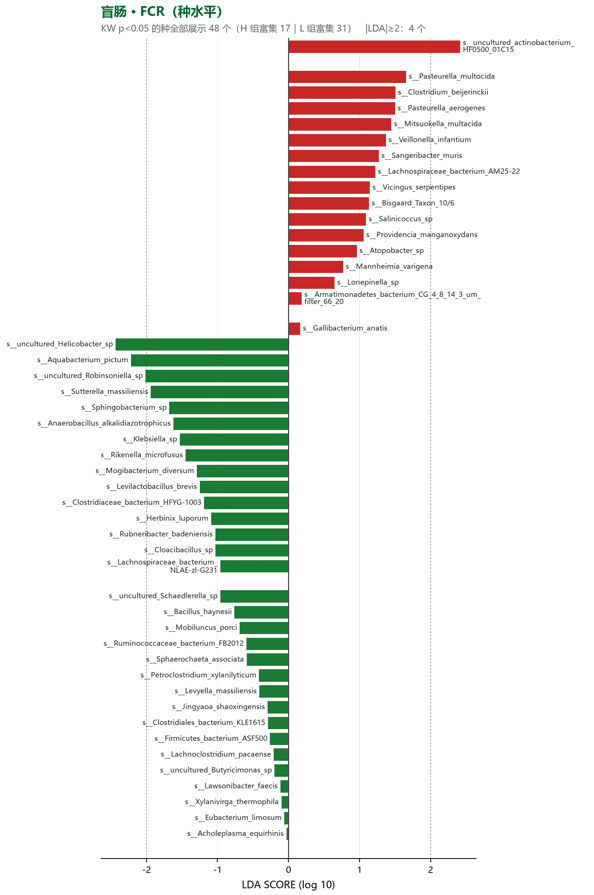 盲肠·FCR（种水平）
KW p<0.05 的种全部展示 48 个（H 组富集 17｜L 组富集 31） |LDA|≥2：4 个
s__uncultured_actinobacterium_
HF0500_01C15
s__Pasteurella_multocida
s__Clostridium_beijerinckii
s__Pasteurella_aerogenes
s__Mitsuokella_multacida
s__Veillonella_infantium
s__Sangeribacter_muris
s__Lachnospiraceae_bacterium_AM25-22
s__Vicingus_serpentipes
s__Bisgaard_Taxon_10/6
s__Salinicoccus_sp
s__Providencia_manganoxydans
s__Atopobacter_sp
s__Mannheimia_varigena
s__Lonepinella_sp
s__Armatimonadetes_bacterium_CG_4_8_14_3_um_
filter_66_20
s__Gallibacterium_anatis
s__uncultured_Helicobacter_sp
s__Aquabacterium_pictum
s__uncultured_Robinsoniella_sp
s__Sutterella_massiliensis
s__Sphingobacterium_sp
s__Anaerobacillus_alkalidiazotrophicus
s__Klebsiella_sp
s__Rikenella_microfusus
s__Mogibacterium_diversum
s__Levilactobacillus_brevis
s__Clostridiaceae_bacterium_HFYG-1003
s__Herbinix_luporum
s__Rubneribacter_badeniensis
s__Cloacibacillus_sp
s__Lachnospiraceae_bacterium_
NLAE-zl-G231
s__uncultured_Schaedlerella_sp
s__Bacillus_haynesii
s__Mobiluncus_porci
s__Ruminococcaceae_bacterium_FB2012
s__Sphaerochaeta_associata
s__Petroclostridium_xylanilyticum
s__Levyella_massiliensis
s__Jingyaoa_shaoxingensis
s__Clostridiales_bacterium_KLE1615
s__Firmicutes_bacterium_ASF500
s__Lachnoclostridium_pacaense
s__uncultured_Butyricimonas_sp
s__Lawsonibacter_faecis
s__Xylanivirga_thermophila
s__Eubacterium_limosum
s__Acholeplasma_equirhinis
-2 -1 0 1 2
LDA SCORE (log 10)